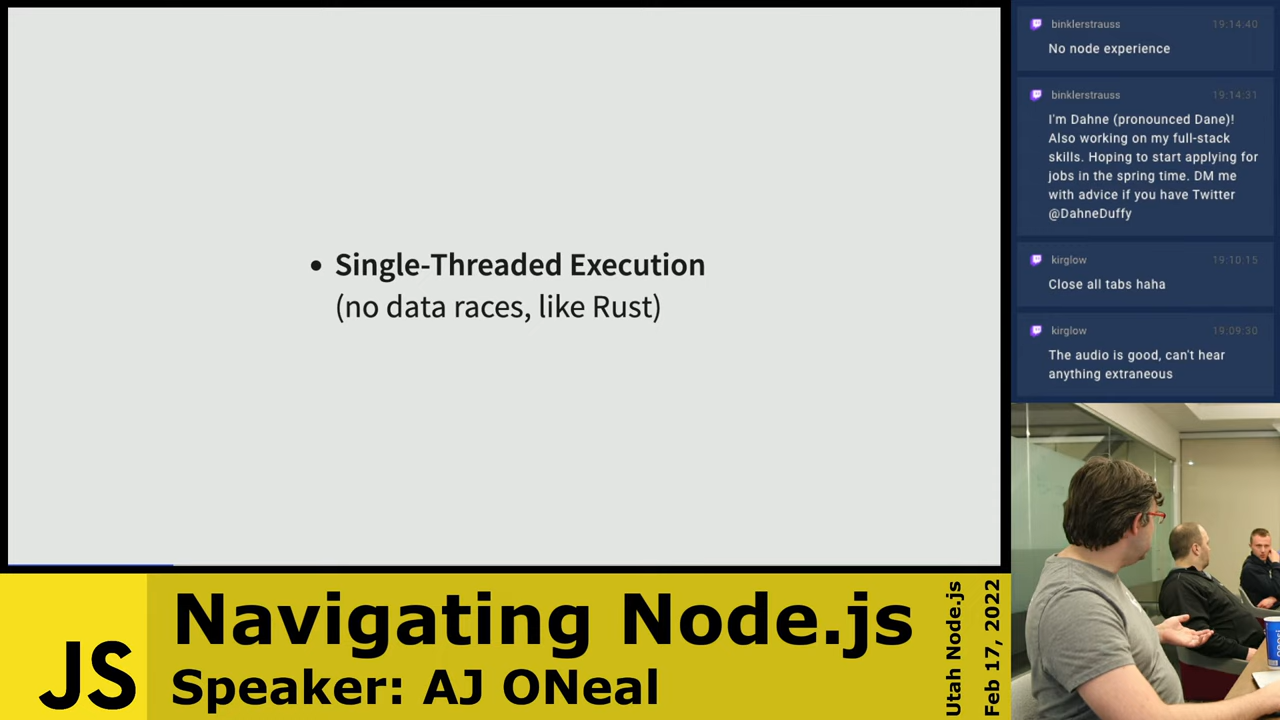 • Single-Threaded Execution
(no data races, like Rust)
binklerstrauss 19:14:40
No node experience
binklerstrauss 19:14:31
I'm Dahne (pronounced Dane)!
Also working on my full-stack
skills. Hoping to start applying for
jobs in the spring time. DM me
with advice if you have Twitter
@DahneDuffy
kirglow 19:10:15
Close all tabs haha
kirglow 19:09:30
The audio is good, can't hear
anything extraneous
JS
Navigating Node.js
Speaker: AJ ONeal
Utah Node.js
Feb 17, 2022